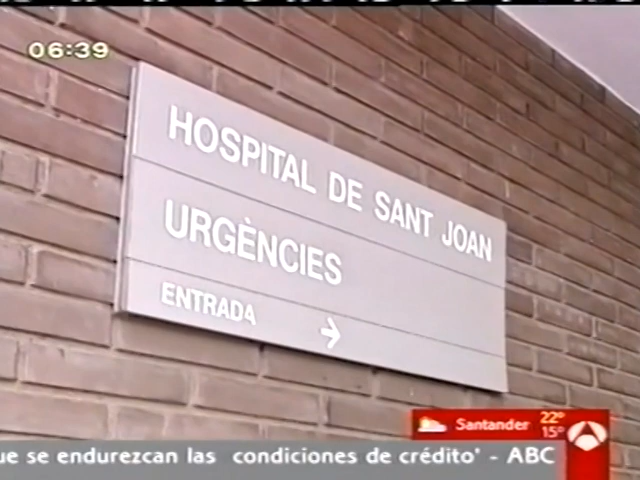 06:39
HOSPITAL DE SANT JOAN
URGÈNCIES
ENTRADA →
Santander 22º 15º
ue se endurezcan las condiciones de crédito' - ABC